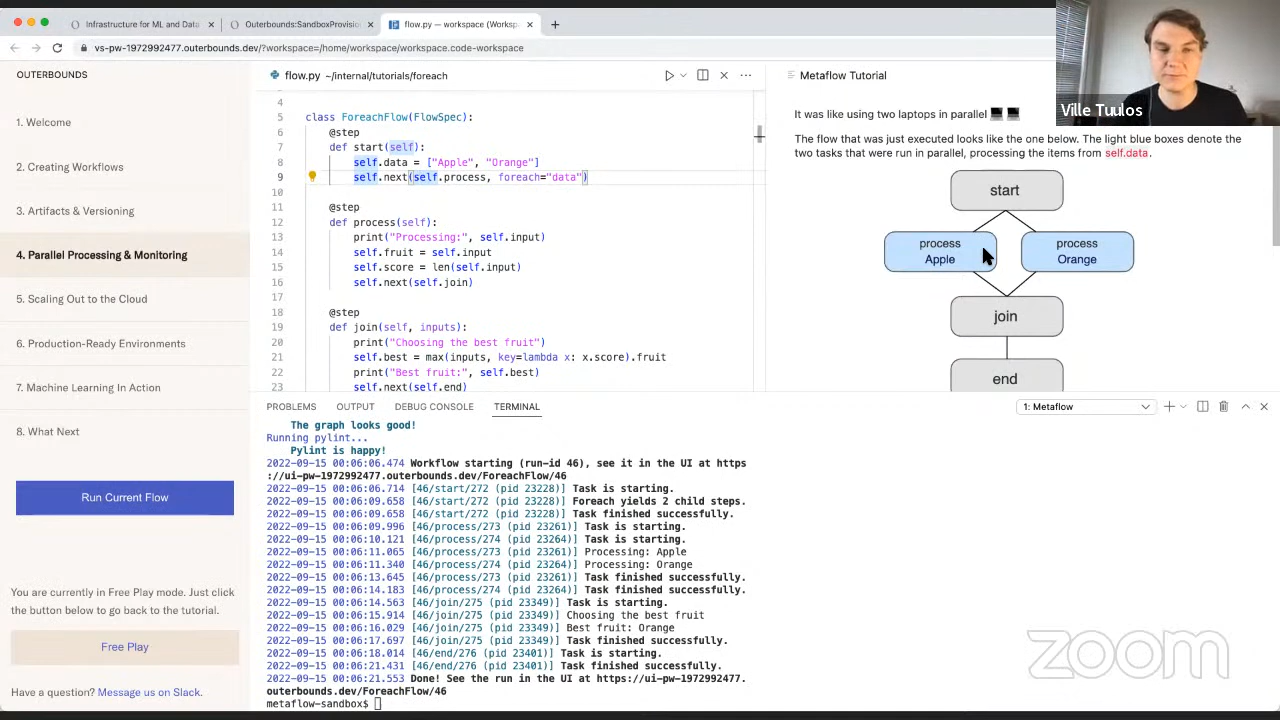 Infrastructure for ML and Data
Outerbounds:SandboxProvision
flow.py — workspace (Worksp
vs-pw-1972992477.outerbounds.dev/?workspace=/home/workspace/workspace.code-workspace
Ville Tuulos
OUTERBOUNDS
1. Welcome
2. Creating Workflows
3. Artifacts & Versioning
4. Parallel Processing & Monitoring
5. Scaling Out to the Cloud
6. Production-Ready Environments
7. Machine Learning In Action
8. What Next
Run Current Flow
You are currently in Free Play mode. Just click
the button below to go back to the tutorial.
Free Play
Have a question? Message us on Slack.
flow.py ~/internal/tutorials/foreach
4
5 class ForeachFlow(FlowSpec):
6 @step
7 def start(self):
8 self.data = ["Apple", "Orange"]
9 self.next(self.process, foreach="data")
10
11 @step
12 def process(self):
13 print("Processing:", self.input)
14 self.fruit = self.input
15 self.score = len(self.input)
16 self.next(self.join)
17
18 @step
19 def join(self, inputs):
20 print("Choosing the best fruit")
21 self.best = max(inputs, key=lambda x: x.score).fruit
22 print("Best fruit:", self.best)
23 self.next(self.end)
Metaflow Tutorial
It was like using two laptops in parallel
The flow that was just executed looks like the one below. The light blue boxes denote the
two tasks that were run in parallel, processing the items from self.data.
start
process
Apple
process
Orange
join
end
PROBLEMS OUTPUT DEBUG CONSOLE TERMINAL
1: Metaflow
The graph looks good!
Running pylint...
Pylint is happy!
2022-09-15 00:06:06.474 Workflow starting (run-id 46), see it in the UI at https
://ui-pw-1972992477.outerbounds.dev/ForeachFlow/46
2022-09-15 00:06:06.714 [46/start/272 (pid 23228)] Task is starting.
2022-09-15 00:06:09.658 [46/start/272 (pid 23228)] Foreach yields 2 child steps.
2022-09-15 00:06:09.658 [46/start/272 (pid 23228)] Task finished successfully.
2022-09-15 00:06:09.996 [46/process/273 (pid 23261)] Task is starting.
2022-09-15 00:06:10.121 [46/process/274 (pid 23264)] Task is starting.
2022-09-15 00:06:11.065 [46/process/273 (pid 23261)] Processing: Apple
2022-09-15 00:06:11.340 [46/process/274 (pid 23264)] Processing: Orange
2022-09-15 00:06:13.645 [46/process/273 (pid 23261)] Task finished successfully.
2022-09-15 00:06:14.183 [46/process/274 (pid 23264)] Task finished successfully.
2022-09-15 00:06:14.563 [46/join/275 (pid 23349)] Task is starting.
2022-09-15 00:06:15.914 [46/join/275 (pid 23349)] Choosing the best fruit
2022-09-15 00:06:16.029 [46/join/275 (pid 23349)] Best fruit: Orange
2022-09-15 00:06:17.697 [46/join/275 (pid 23349)] Task finished successfully.
2022-09-15 00:06:18.014 [46/end/276 (pid 23401)] Task is starting.
2022-09-15 00:06:21.431 [46/end/276 (pid 23401)] Task finished successfully.
2022-09-15 00:06:21.553 Done! See the run in the UI at https://ui-pw-1972992477.
outerbounds.dev/ForeachFlow/46
metaflow-sandbox$
zoom